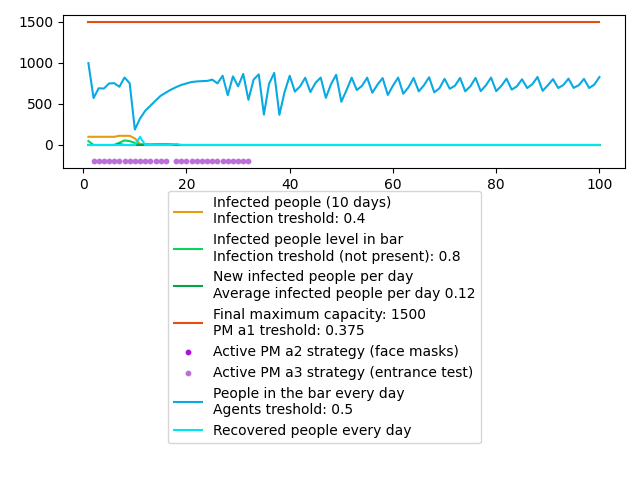 1500
1000
500
0
0
20
40
60
80
100
Infected people (10 days)
Infection treshold: 0.4
Infected people level in bar
Infection treshold (not present): 0.8
New infected people per day
Average infected people per day 0.12
Final maximum capacity: 1500
PM a1 treshold: 0.375
Active PM a2 strategy (face masks)
Active PM a3 strategy (entrance test)
People in the bar every day
Agents treshold: 0.5
Recovered people every day